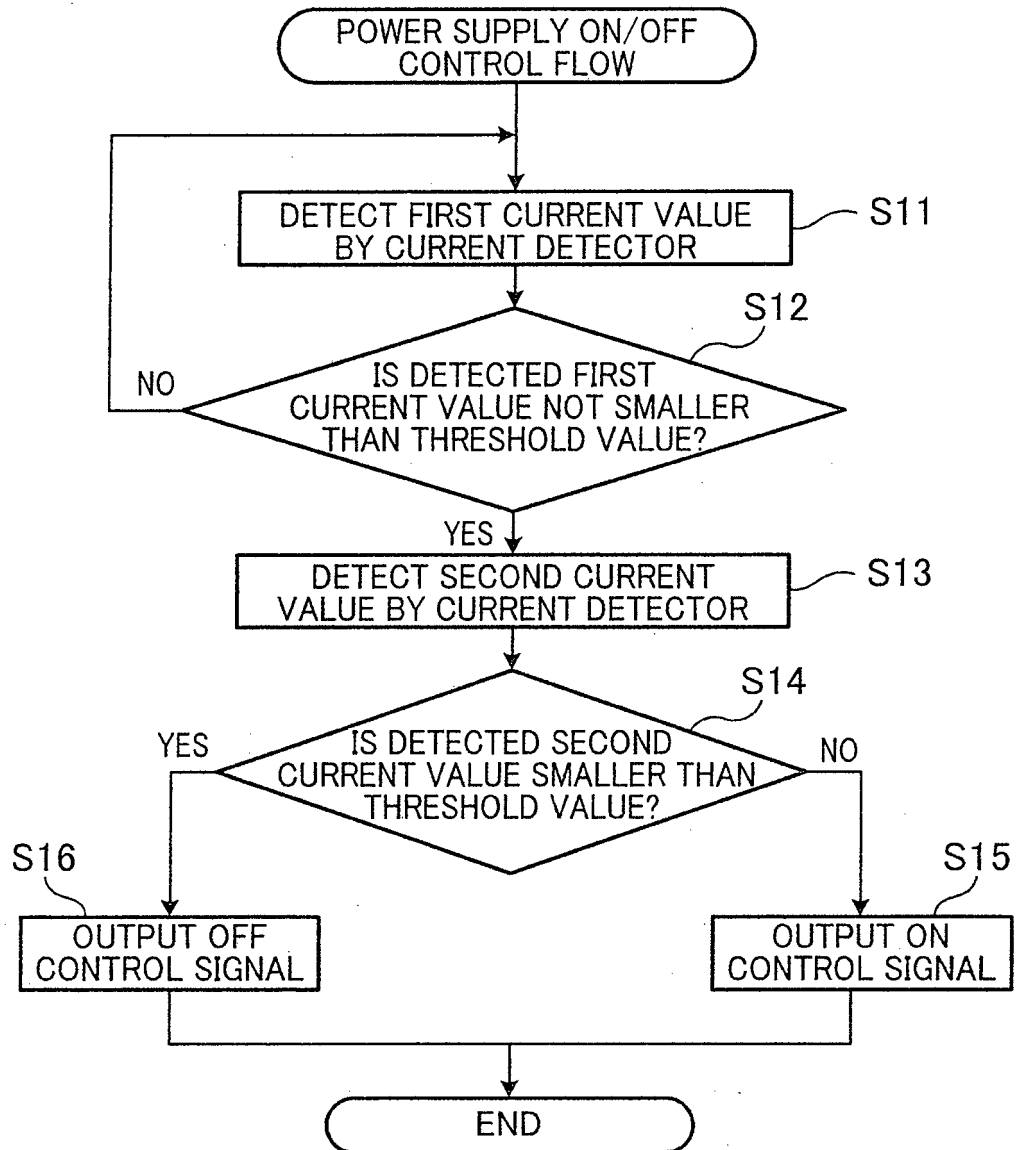 POWER SUPPLY ON/OFF
CONTROL FLOW
DETECT FIRST CURRENT VALUE
BY CURRENT DETECTOR
S11
S12
IS DETECTED FIRST
CURRENT VALUE NOT SMALLER
THAN THRESHOLD VALUE?
NO
YES
DETECT SECOND CURRENT
VALUE BY CURRENT DETECTOR
S13
S14
YES
IS DETECTED SECOND
CURRENT VALUE SMALLER THAN
THRESHOLD VALUE?
NO
S16
OUTPUT OFF
CONTROL SIGNAL
S15
OUTPUT ON
CONTROL SIGNAL
END